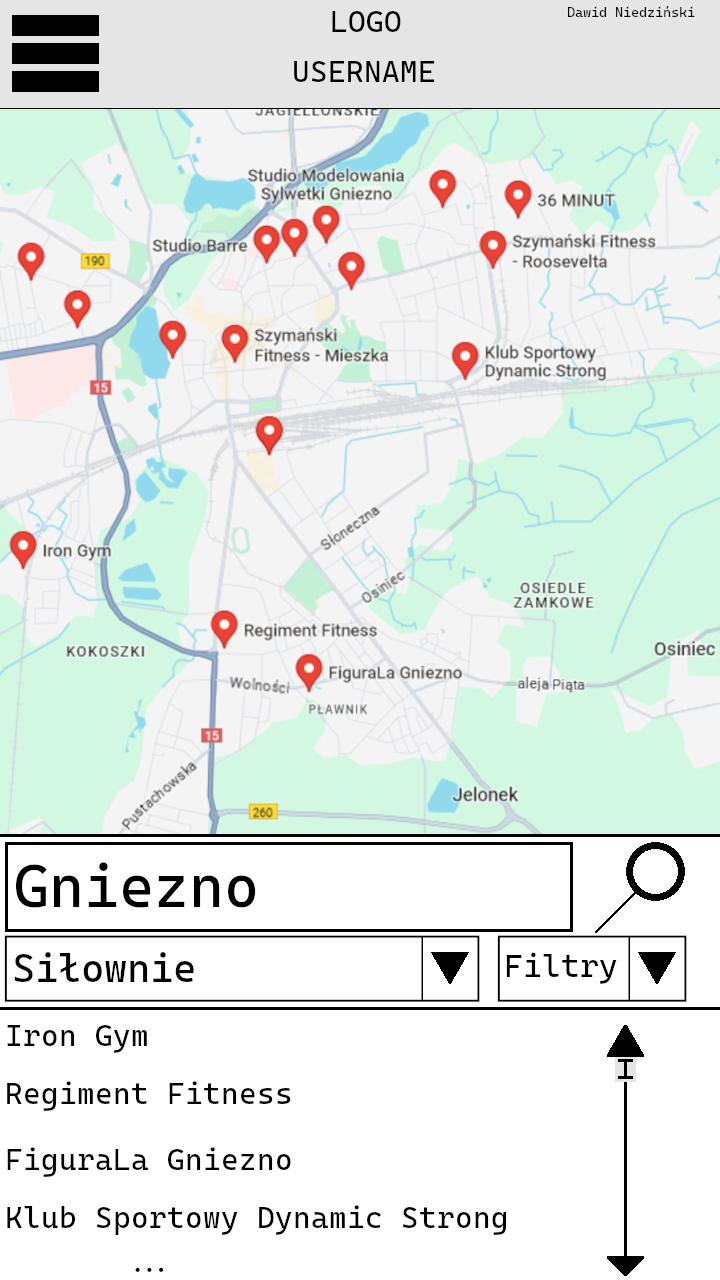 LOGO
Dawid Niedziński
USERNAME
JAGIELLOŃSKIE
Studio Modelowania
Sylwetki Gniezno
36 MINUT
Studio Barre
Szymański Fitness
- Roosevelta
190
Szymański
Fitness - Mieszka
Klub Sportowy
Dynamic Strong
15
Słoneczna
Iron Gym
Osiniec
OSIEDLE
ZAMKOWE
Regiment Fitness
KOKOSZKI
Osiniec
FiguraLa Gniezno
Wolności
aleja Piąta
PŁAWNIK
15
Pustachowska
Jelonek
260
Gniezno
Siłownie
Filtry
Iron Gym
I
Regiment Fitness
FiguraLa Gniezno
Klub Sportowy Dynamic Strong
...